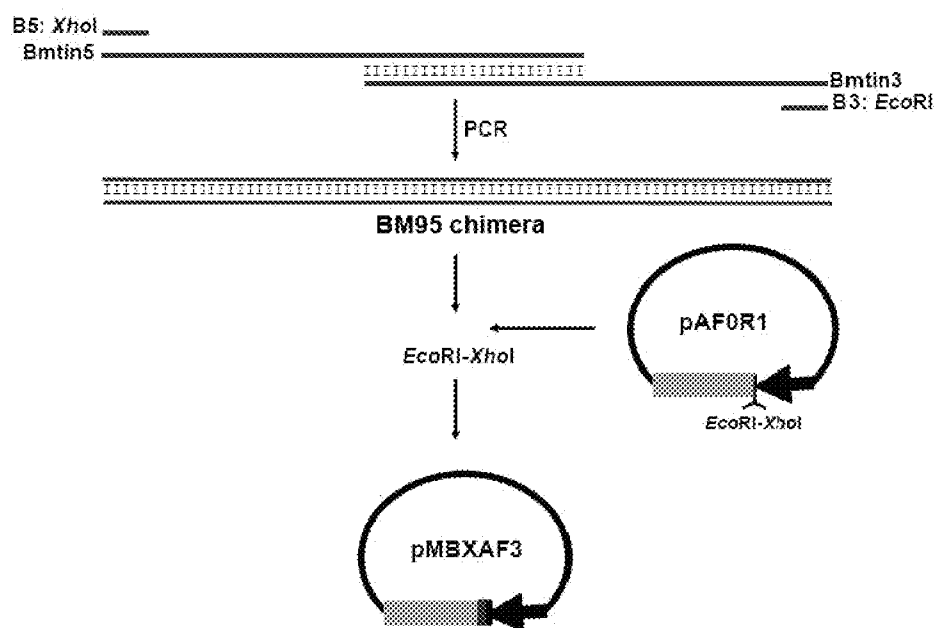 B5: XhoI
Bmtin5
Bmtin3
B3: EcoRI
PCR
BM95 chimera
pAF0R1
EcoRI-XhoI
EcoRI-XhoI
pMBXAF3